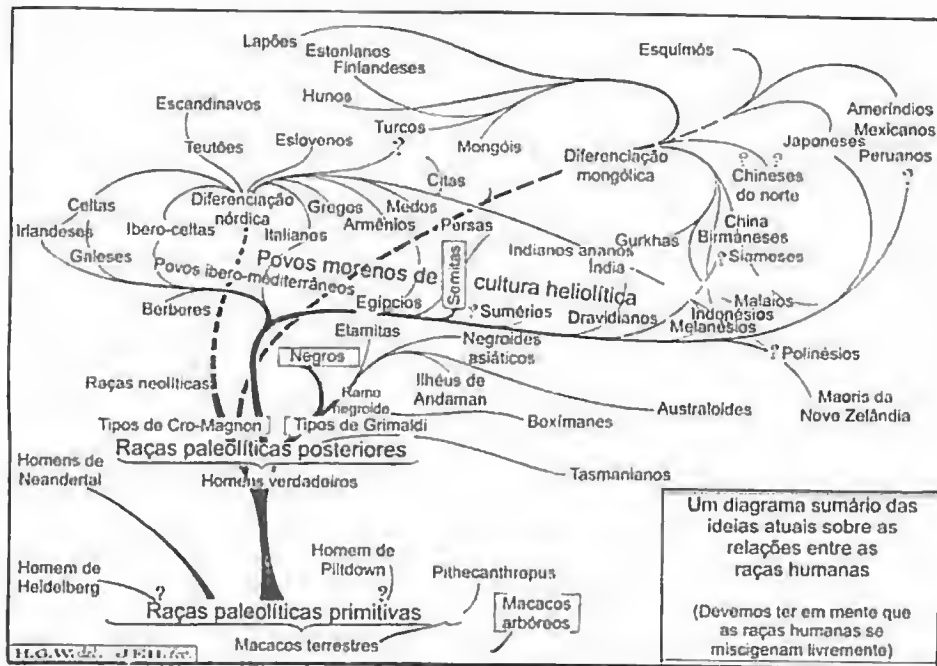 Lapões
Estonianos
Finlandeses
Hunos
Escandinavos
Teutões
Eslovenos
Turcos
?
Mongóis
Esquimós
Ameríndios
Mexicanos
Peruanos
?
Japoneses
Diferenciação
mongólica
? ?
Chineses
do norte
Celtas
Irlandeses
Galeses
Ibero-celtas
Diferenciação
nórdica
Italianos
Gregos
Armênios
Medos
Citas
Persas
Indianos
Índia
Gurkhas
China
Birmaneses
? Siameses
Malaios
Indonésios
Melanésios
Povos ibero-mediterrâneos
Berberes
Povos morenos de
Semitas
cultura heliolítica
Egípcios
? Sumérios
Dravidianos
Etamitas
Negros
Negroides
asiáticos
? Polinésios
Ilhéus de
Andaman
Maoris da
Nova Zelândia
Raças neolíticas
Ramo
negroide
Boxímanes
Australoides
Tipos de Cro-Magnon ] [ Tipos de Grimaldi
Raças paleolíticas posteriores
Tasmanianos
Homens verdadeiros
Homens de
Neandertal
Homem de
Heidelberg
?
Homem de
Piltdown
?
Pithecanthropus
Raças paleolíticas primitivas
[Macacos
arbóreos]
Macacos terrestres
Um diagrama sumário das
ideias atuais sobre as
relações entre as
raças humanas
(Devemos ter em mente que
as raças humanas se
miscigenam livremente)
H.G.W. del. J.F.H. fec.